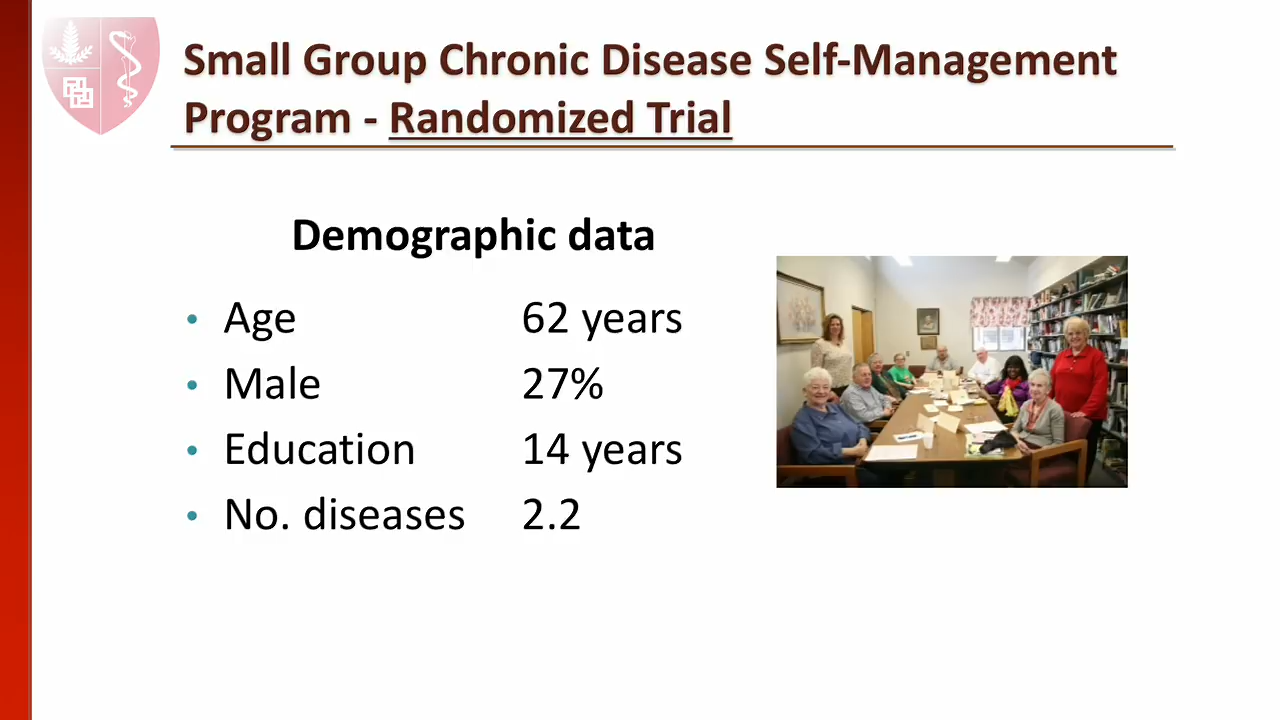 Small Group Chronic Disease Self-Management
Program - Randomized Trial
Demographic data
• Age 62 years
• Male 27%
• Education 14 years
• No. diseases 2.2